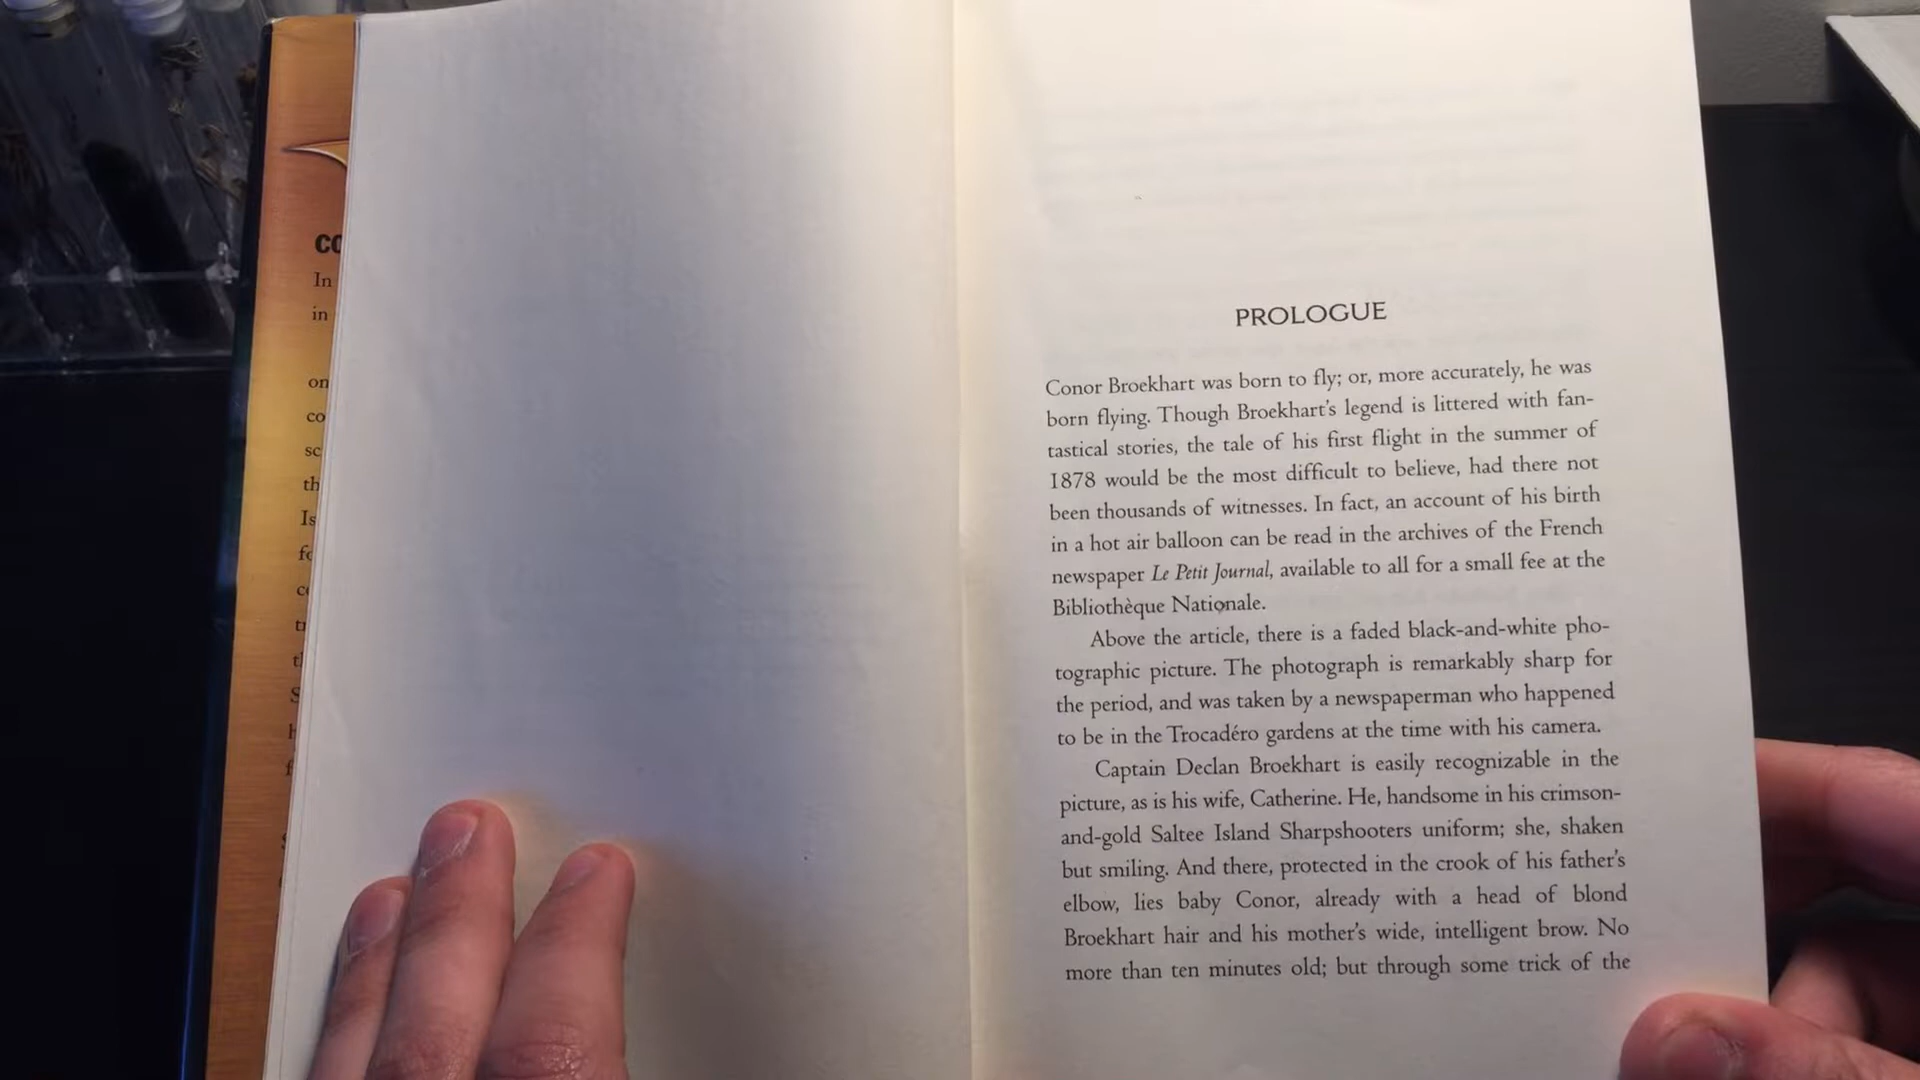 CO
In
in
on
co
sc
th
Is
PROLOGUE
Conor Broekhart was born to fly; or, more accurately, he was
born flying. Though Broekhart's legend is littered with fan-
tastical stories, the tale of his first flight in the summer of
1878 would be the most difficult to believe, had there not
been thousands of witnesses. In fact, an account of his birth
in a hot air balloon can be read in the archives of the French
newspaper Le Petit Journal, available to all for a small fee at the
Bibliothèque Nationale.
Above the article, there is a faded black-and-white pho-
tographic picture. The photograph is remarkably sharp for
the period, and was taken by a newspaperman who happened
to be in the Trocadéro gardens at the time with his camera.
Captain Declan Broekhart is easily recognizable in the
picture, as is his wife, Catherine. He, handsome in his crimson-
and-gold Saltee Island Sharpshooters uniform; she, shaken
but smiling. And there, protected in the crook of his father's
elbow, lies baby Conor, already with a head of blond
Broekhart hair and his mother's wide, intelligent brow. No
more than ten minutes old; but through some trick of the